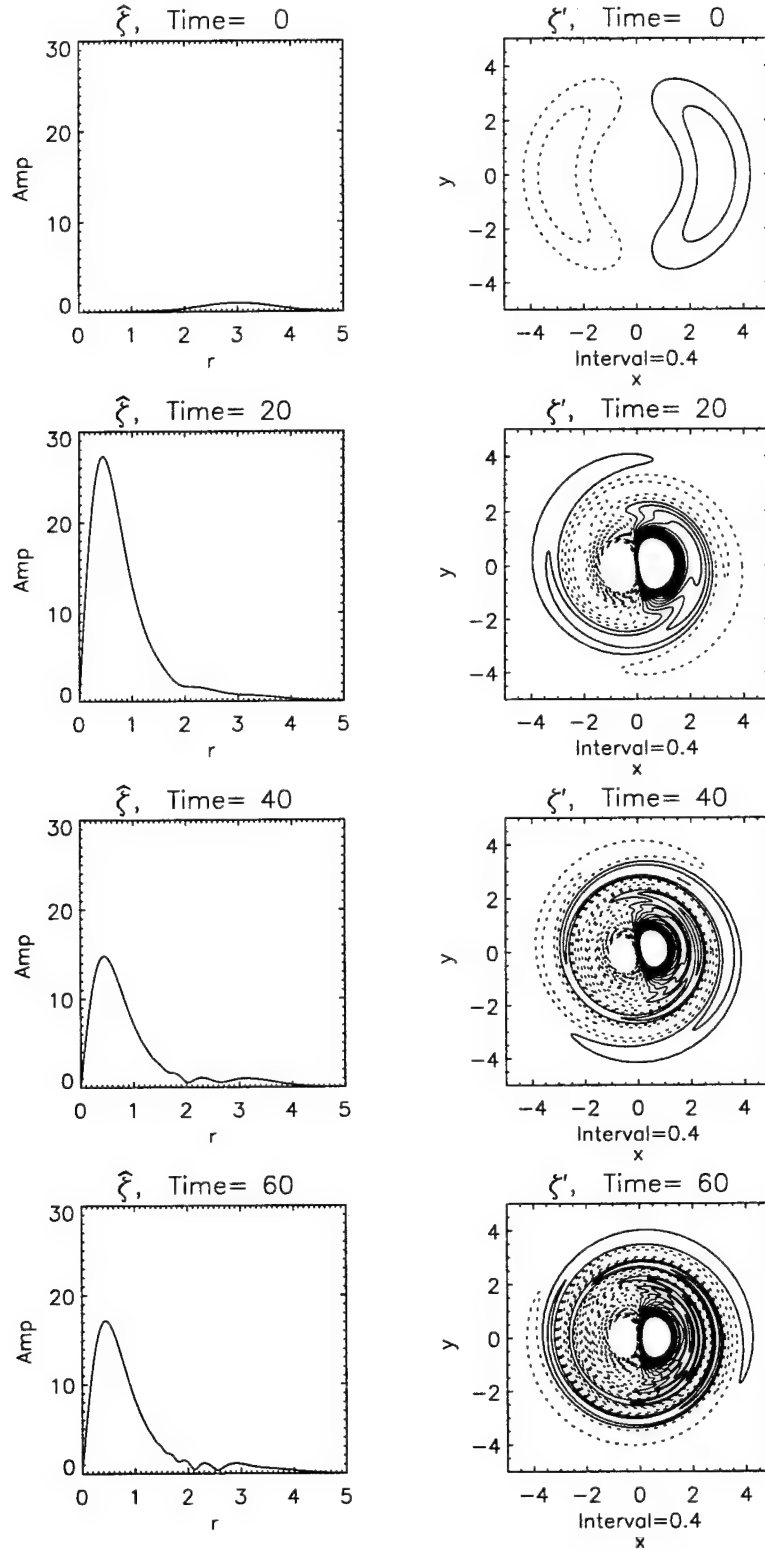 ζ̂, Time= 0
30
20
10
0
Amp
0 1 2 3 4 5
r
ζ', Time= 0
4
2
0
−2
−4
y
−4 −2 0 2 4
Interval=0.4
x
ζ̂, Time= 20
30
20
10
0
Amp
0 1 2 3 4 5
r
ζ', Time= 20
4
2
0
−2
−4
y
−4 −2 0 2 4
Interval=0.4
x
ζ̂, Time= 40
30
20
10
0
Amp
0 1 2 3 4 5
r
ζ', Time= 40
4
2
0
−2
−4
y
−4 −2 0 2 4
Interval=0.4
x
ζ̂, Time= 60
30
20
10
0
Amp
0 1 2 3 4 5
r
ζ', Time= 60
4
2
0
−2
−4
y
−4 −2 0 2 4
Interval=0.4
x